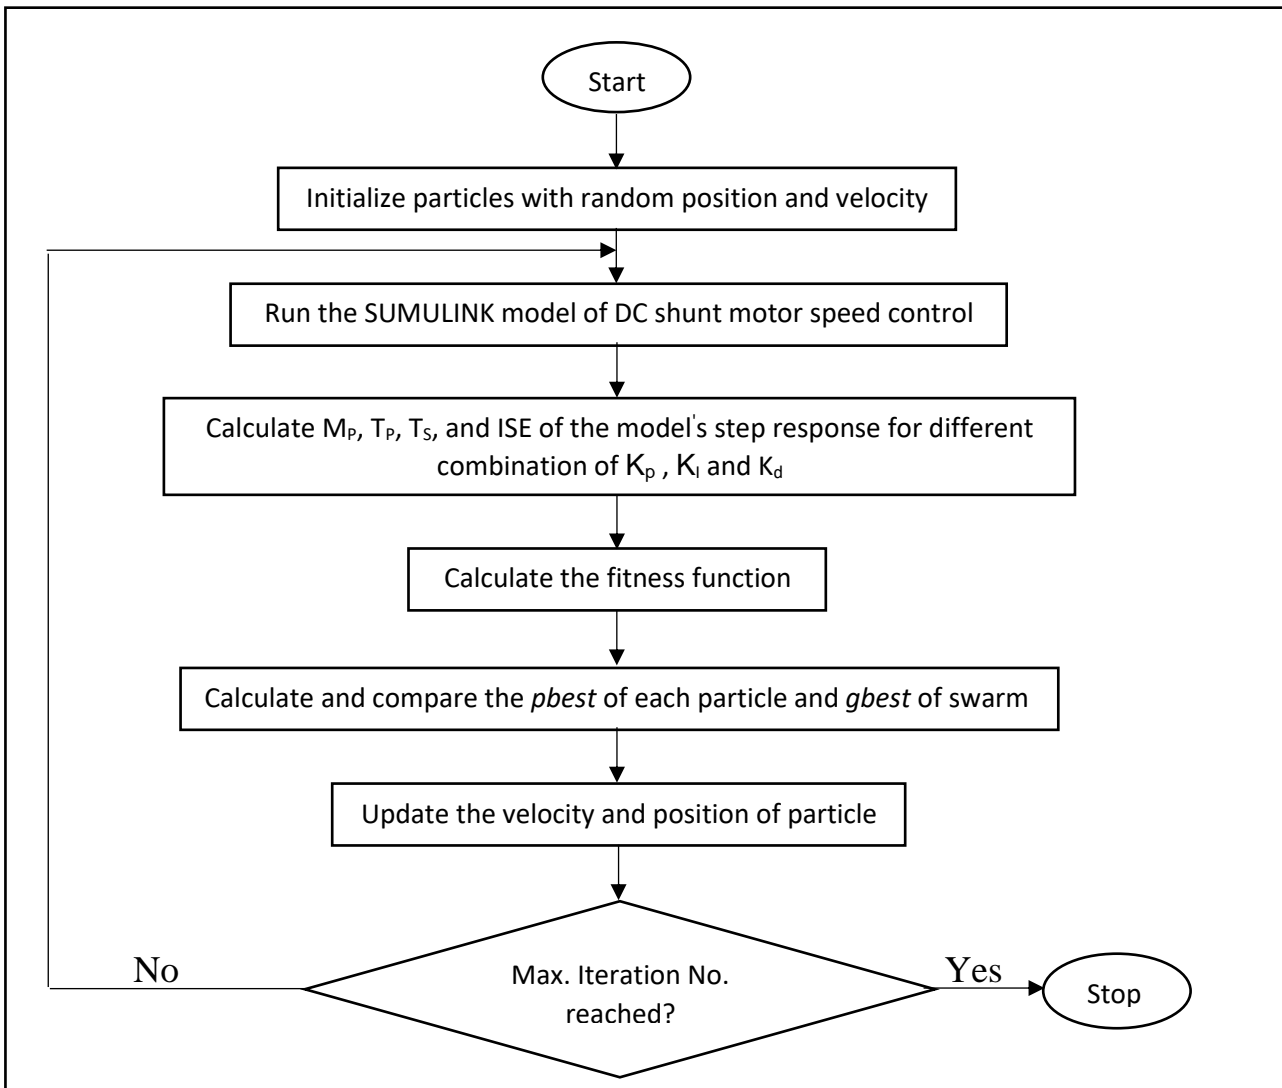 Start
Initialize particles with random position and velocity
Run the SUMULINK model of DC shunt motor speed control
Calculate MP, TP, TS, and ISE of the model's step response for different
combination of Kp , KI and Kd
Calculate the fitness function
Calculate and compare the pbest of each particle and gbest of swarm
Update the velocity and position of particle
No
Max. Iteration No.
reached?
Yes
Stop